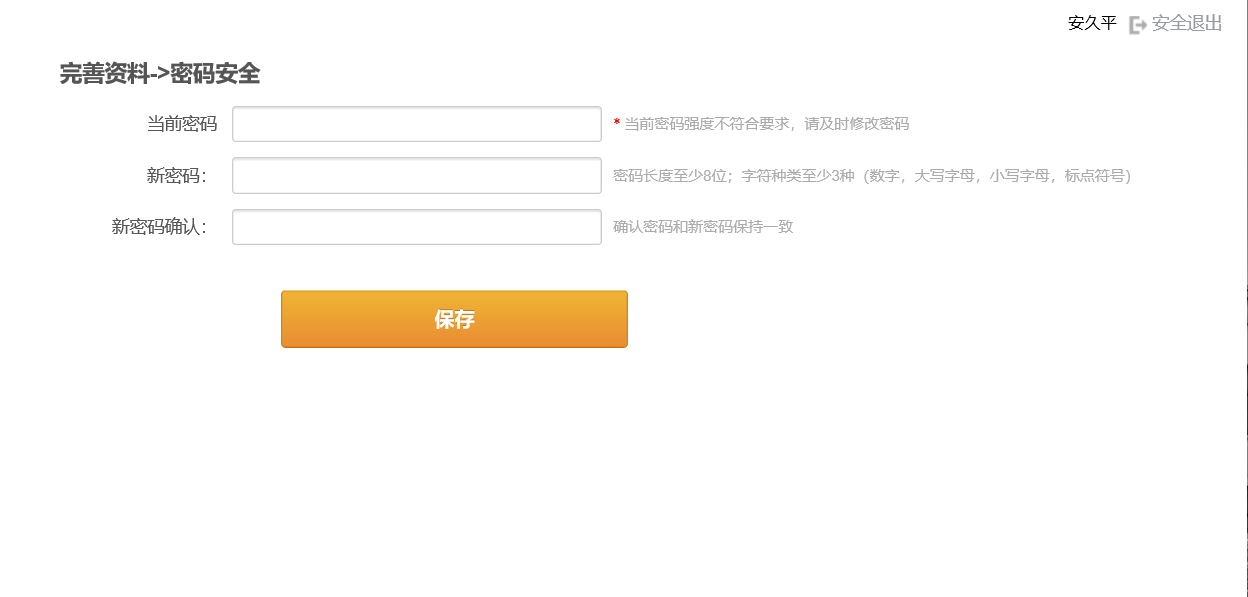 安久平 安全退出
完善资料->密码安全
当前密码 * 当前密码强度不符合要求，请及时修改密码
新密码： 密码长度至少8位；字符种类至少3种（数字，大写字母，小写字母，标点符号）
新密码确认： 确认密码和新密码保持一致
保存